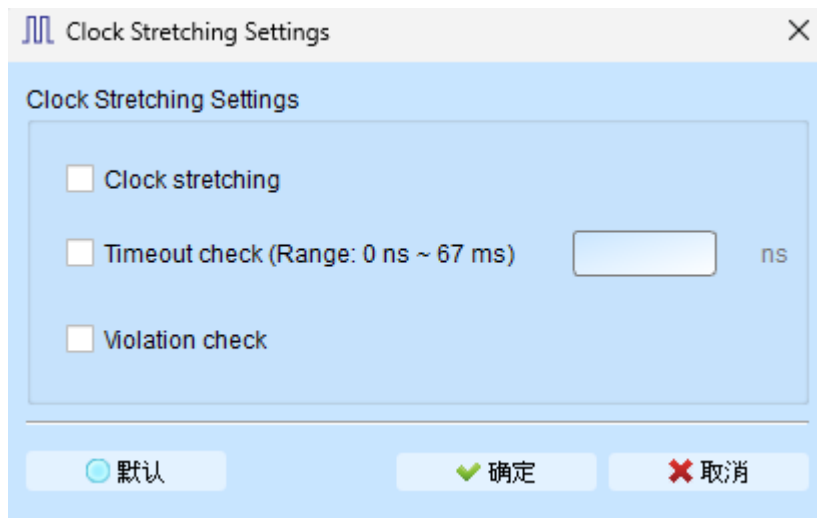 Clock Stretching Settings
Clock Stretching Settings
Clock stretching
Timeout check (Range: 0 ns ~ 67 ms) ns
Violation check
默认 确定 取消